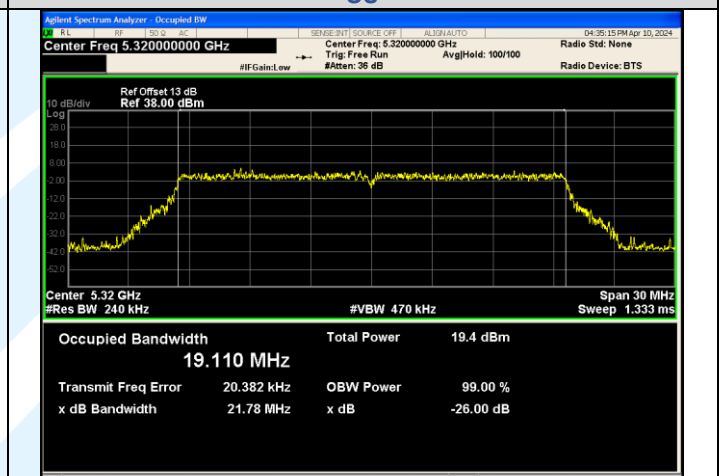 Agilent Spectrum Analyzer - Occupied BW
RL RF 50 Ω AC SENSE:INT SOURCE OFF ALIGNAUTO 04:35:15 PM Apr 10, 2024
Center Freq 5.320000000 GHz Center Freq: 5.320000000 GHz Radio Std: None
Trig: Free Run Avg|Hold: 100/100
#IFGain:Low #Atten: 36 dB Radio Device: BTS
Ref Offset 13 dB
10 dB/div Ref 38.00 dBm
Log
28.0
18.0
8.00
-2.00
-12.0
-22.0
-32.0
-42.0
-52.0
Center 5.32 GHz Span 30 MHz
#Res BW 240 kHz #VBW 470 kHz Sweep 1.333 ms
Occupied Bandwidth Total Power 19.4 dBm
19.110 MHz
Transmit Freq Error 20.382 kHz OBW Power 99.00 %
x dB Bandwidth 21.78 MHz x dB -26.00 dB